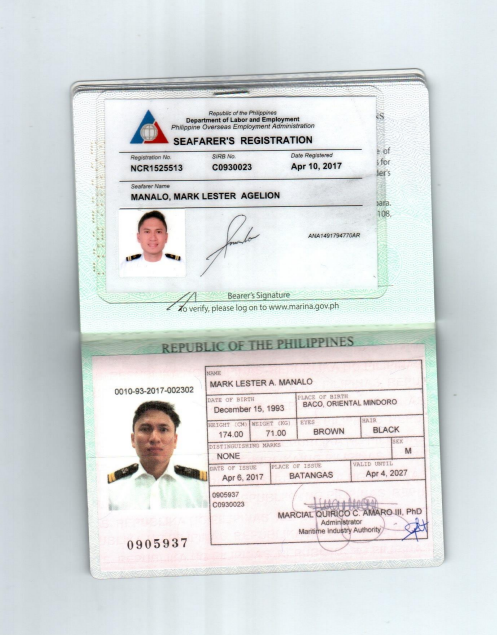 Republic of the Philippines
Department of Labor and Employment
Philippine Overseas Employment Administration
SEAFARER'S REGISTRATION
Registration No. SIRB No. Date Registered
NCR1525513 C0930023 Apr 10, 2017
Seafarer Name
MANALO, MARK LESTER AGELION
ANA1491794770AR
Bearer's Signature
To verify, please log on to www.marina.gov.ph
REPUBLIC OF THE PHILIPPINES
0010-93-2017-002302
NAME
MARK LESTER A. MANALO
DATE OF BIRTH PLACE OF BIRTH
December 15, 1993 BACO, ORIENTAL MINDORO
HEIGHT (CM) WEIGHT (KG) EYES HAIR
174.00 71.00 BROWN BLACK
DISTINGUISHING MARKS SEX
NONE M
DATE OF ISSUE PLACE OF ISSUE VALID UNTIL
Apr 6, 2017 BATANGAS Apr 4, 2027
0905937
C0930023
MARCIAL QUIRICO C. AMARO III, PhD
Administrator
Maritime Industry Authority
0905937